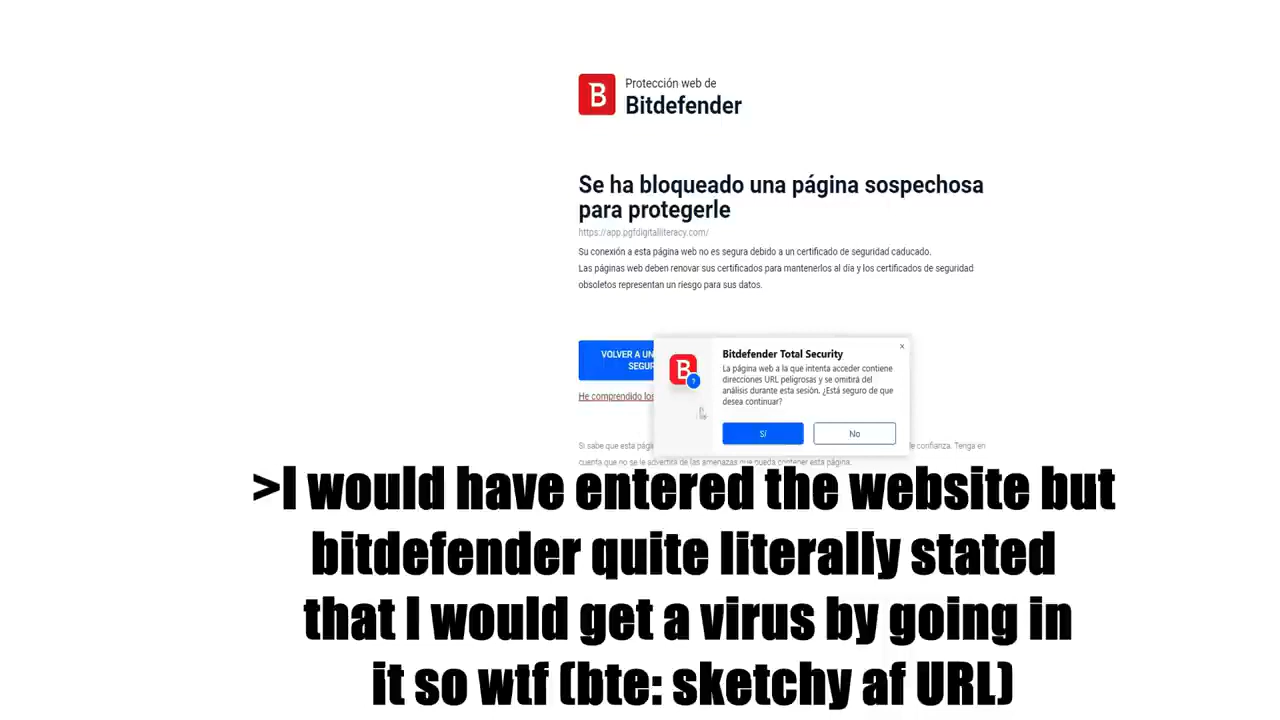 Protección web de
Bitdefender
Se ha bloqueado una página sospechosa
para protegerle
https://app.pgfdigitalliteracy.com/
Su conexión a esta página web no es segura debido a un certificado de seguridad caducado.
Las páginas web deben renovar sus certificados para mantenerlos al día y los certificados de seguridad
obsoletos representan un riesgo para sus datos.
VOLVER A UN
SEGUR
He comprendido los
Bitdefender Total Security
La página web a la que intenta acceder contiene
direcciones URL peligrosas y se omitirá del
análisis durante esta sesión. ¿Está seguro de que
desea continuar?
Sí
No
Si sabe que esta pági de confianza. Tenga en
cuenta que no se le advertirá de las amenazas que pueda contener esta página.
>I would have entered the website but
bitdefender quite literally stated
that I would get a virus by going in
it so wtf (bte: sketchy af URL)